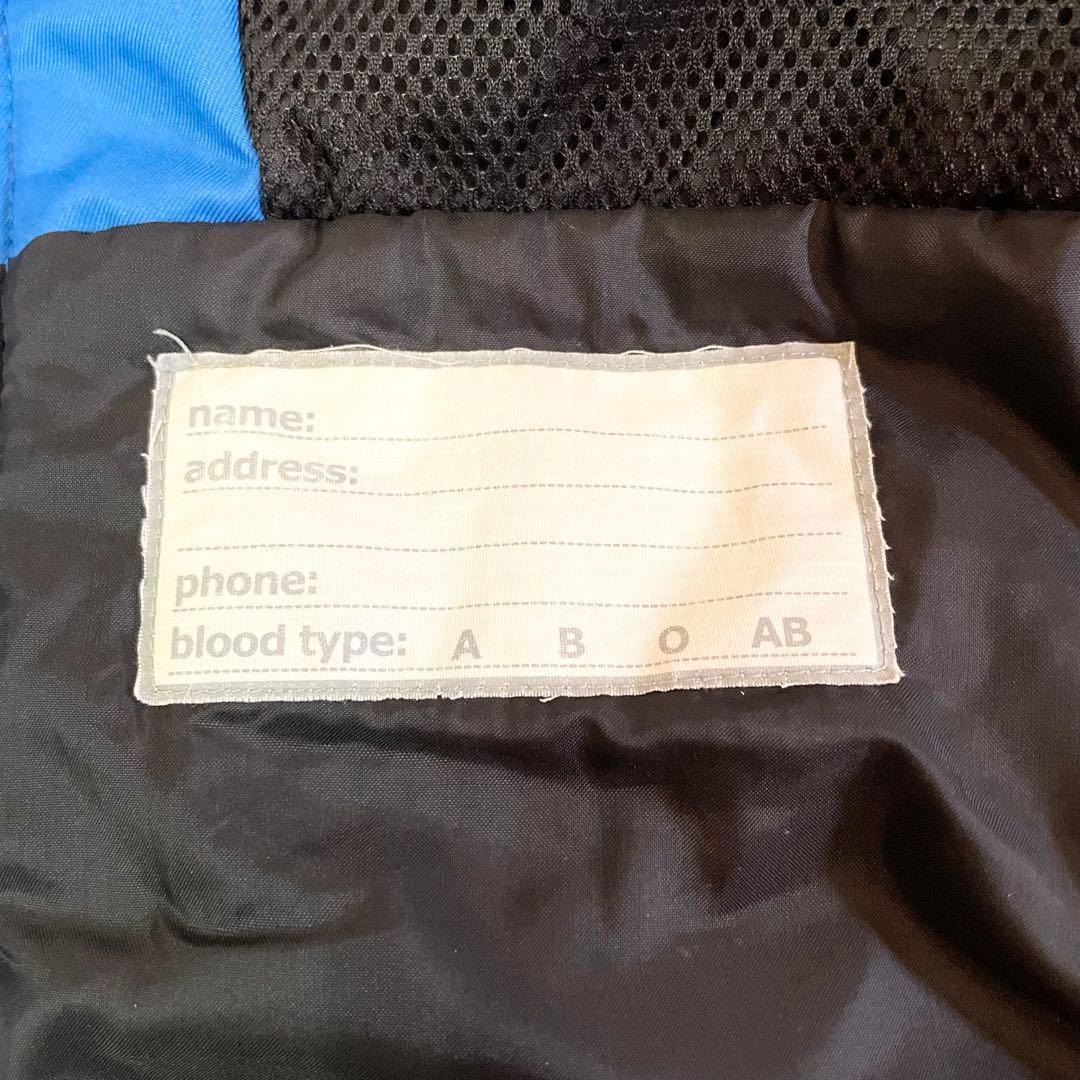 name:
address:
phone:
blood type: A B O AB